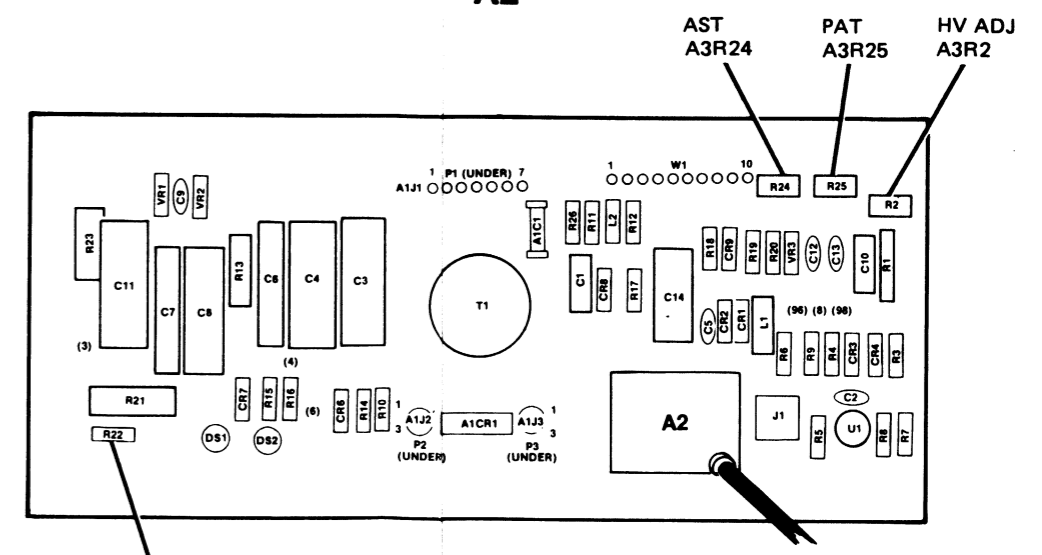 A2
AST PAT HV ADJ
A3R24 A3R25 A3R2
1 P1 (UNDER) 7
A1J1
1 W1 10
R24 R25 R2
VR1 C9 VR2
R23 C11 C7 C8 R13 C6 C4 C3
A1C1 R26 R11 L2 R12
T1
C1 CR8 R17 C14
R18 CR9 R19 R20 VR3 C12 C13 C10 R1
C5 CR2 CR1 L1
(96) (8) (98)
R6 R9 R4 CR3 CR4 R3
(3)
(4)
R21
R22
CR7 R15 R16 (6) CR6 R14 R10
DS1 DS2
1
3
A1J2 A1CR1 A1J3
1
3
P2
(UNDER)
P3
(UNDER)
A2
J1
C2
R5 U1 R8 R7